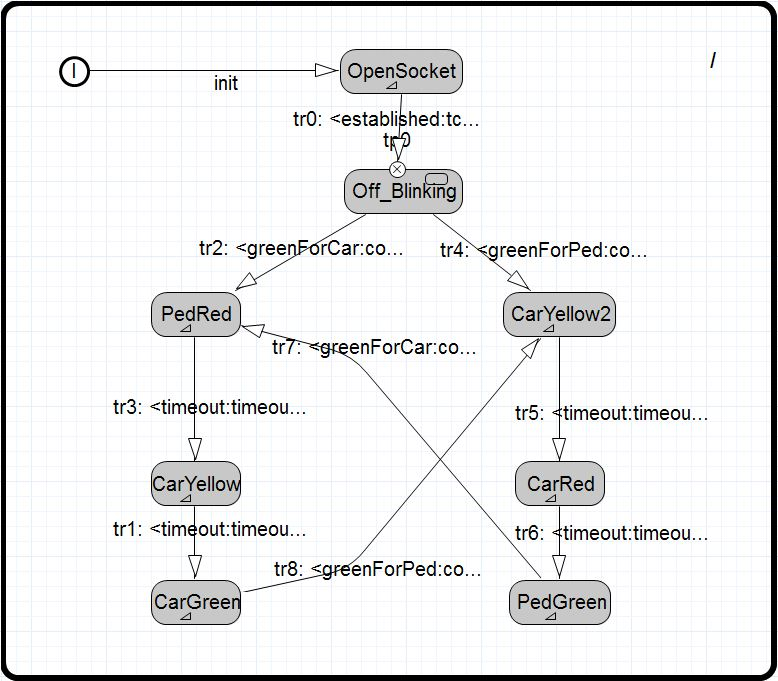 I
/
init
OpenSocket
tr0: <established:tc...
tp0
Off_Blinking
tr2: <greenForCar:co...
tr4: <greenForPed:co...
PedRed
CarYellow2
tr7: <greenForCar:co...
tr3: <timeout:timeou...
tr5: <timeout:timeou...
CarYellow
CarRed
tr1: <timeout:timeou...
tr6: <timeout:timeou...
tr8: <greenForPed:co...
CarGreen
PedGreen